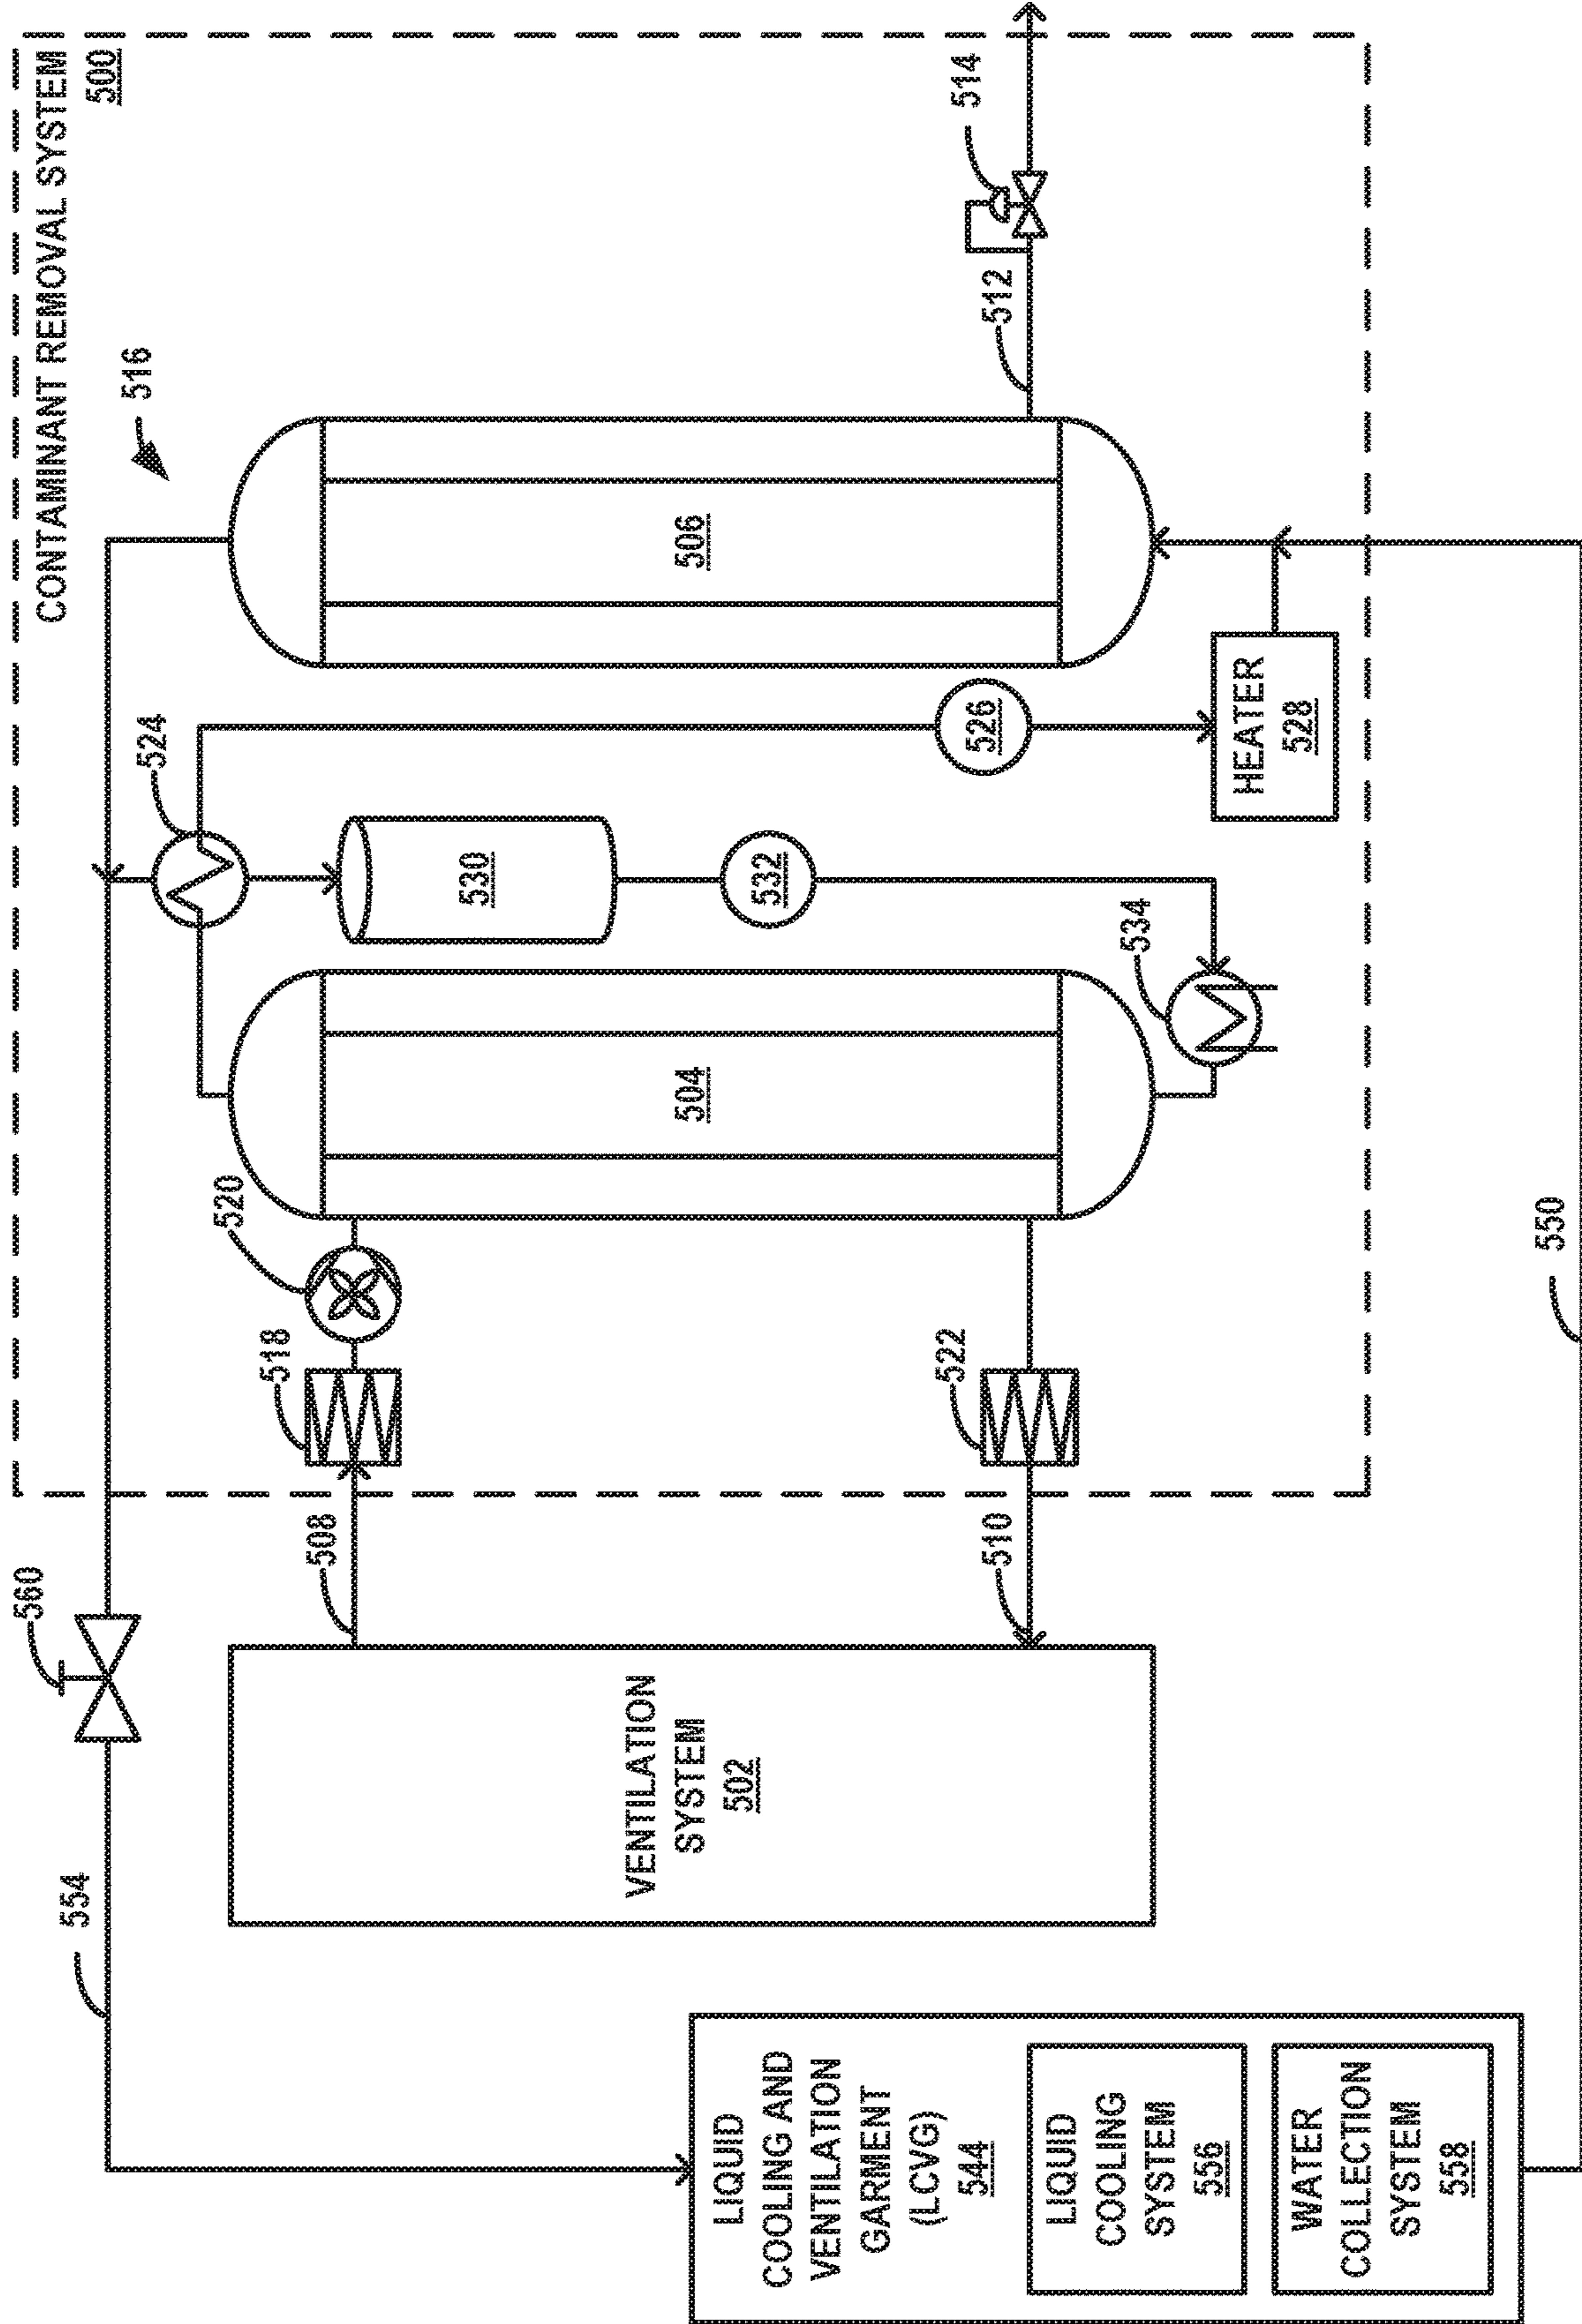 CONTAMINANT REMOVAL SYSTEM
500
560
554
516
524
520
518
508
514
512
VENTILATION
SYSTEM
502
504
530
532
506
526
522
510
534
HEATER
528
LIQUID
COOLING AND
VENTILATION
GARMENT
(LCVG)
544
LIQUID
COOLING
SYSTEM
556
WATER
COLLECTION
SYSTEM
558
550